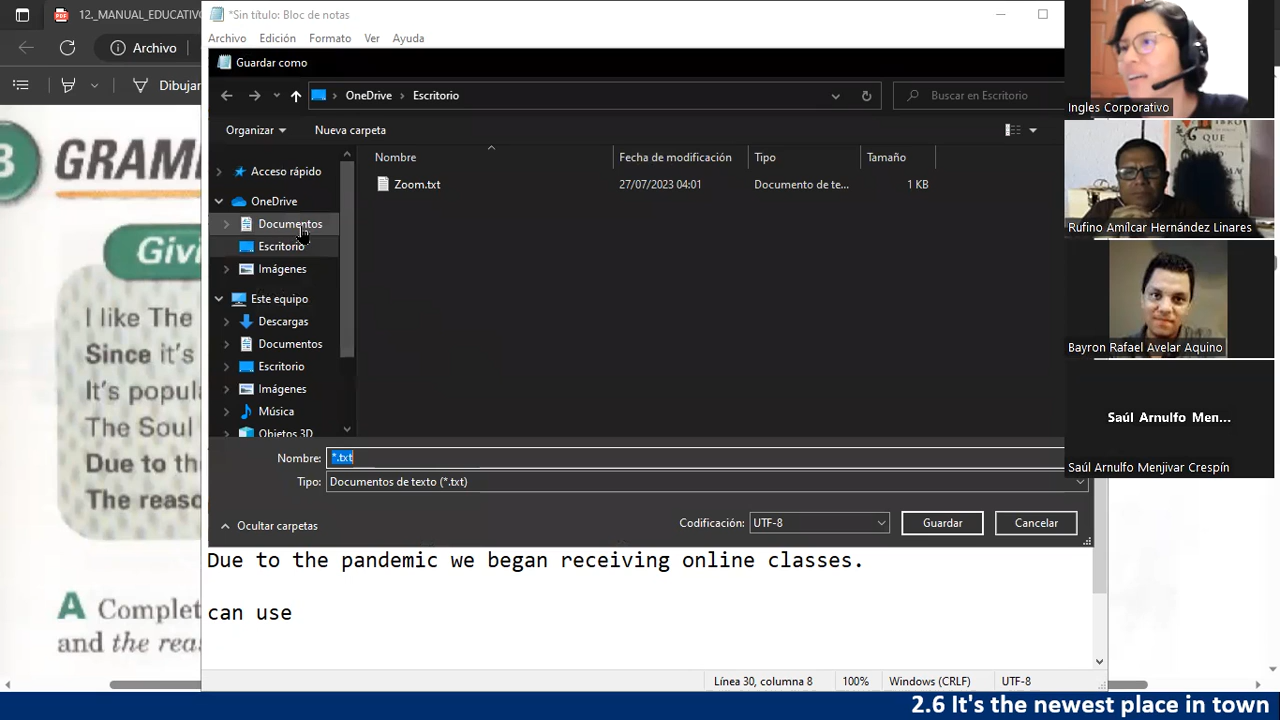 12._MANUAL_EDUCATIVO
*Sin título: Bloc de notas
Archivo
Archivo Edición Formato Ver Ayuda
Dibujar
Guardar como
OneDrive Escritorio
Buscar en Escritorio
Organizar Nueva carpeta
Nombre Fecha de modificación Tipo Tamaño
Zoom.txt 27/07/2023 04:01 Documento de te... 1 KB
Acceso rápido
OneDrive
Documentos
Escritorio
Imágenes
Este equipo
Descargas
Documentos
Escritorio
Imágenes
Música
Objetos 3D
Nombre: *.txt
Tipo: Documentos de texto (*.txt)
Ocultar carpetas
Codificación: UTF-8 Guardar Cancelar
Due to the pandemic we began receiving online classes.
can use
Línea 30, columna 8 100% Windows (CRLF) UTF-8
GRAM
Givi
I like The
Since it's
It's popul
The Soul
Due to the
The reaso
A Complet
and the rea
Ingles Corporativo
Rufino Amílcar Hernández Linares
Bayron Rafael Avelar Aquino
Saúl Arnulfo Men...
Saúl Arnulfo Menjivar Crespín
2.6 It's the newest place in town